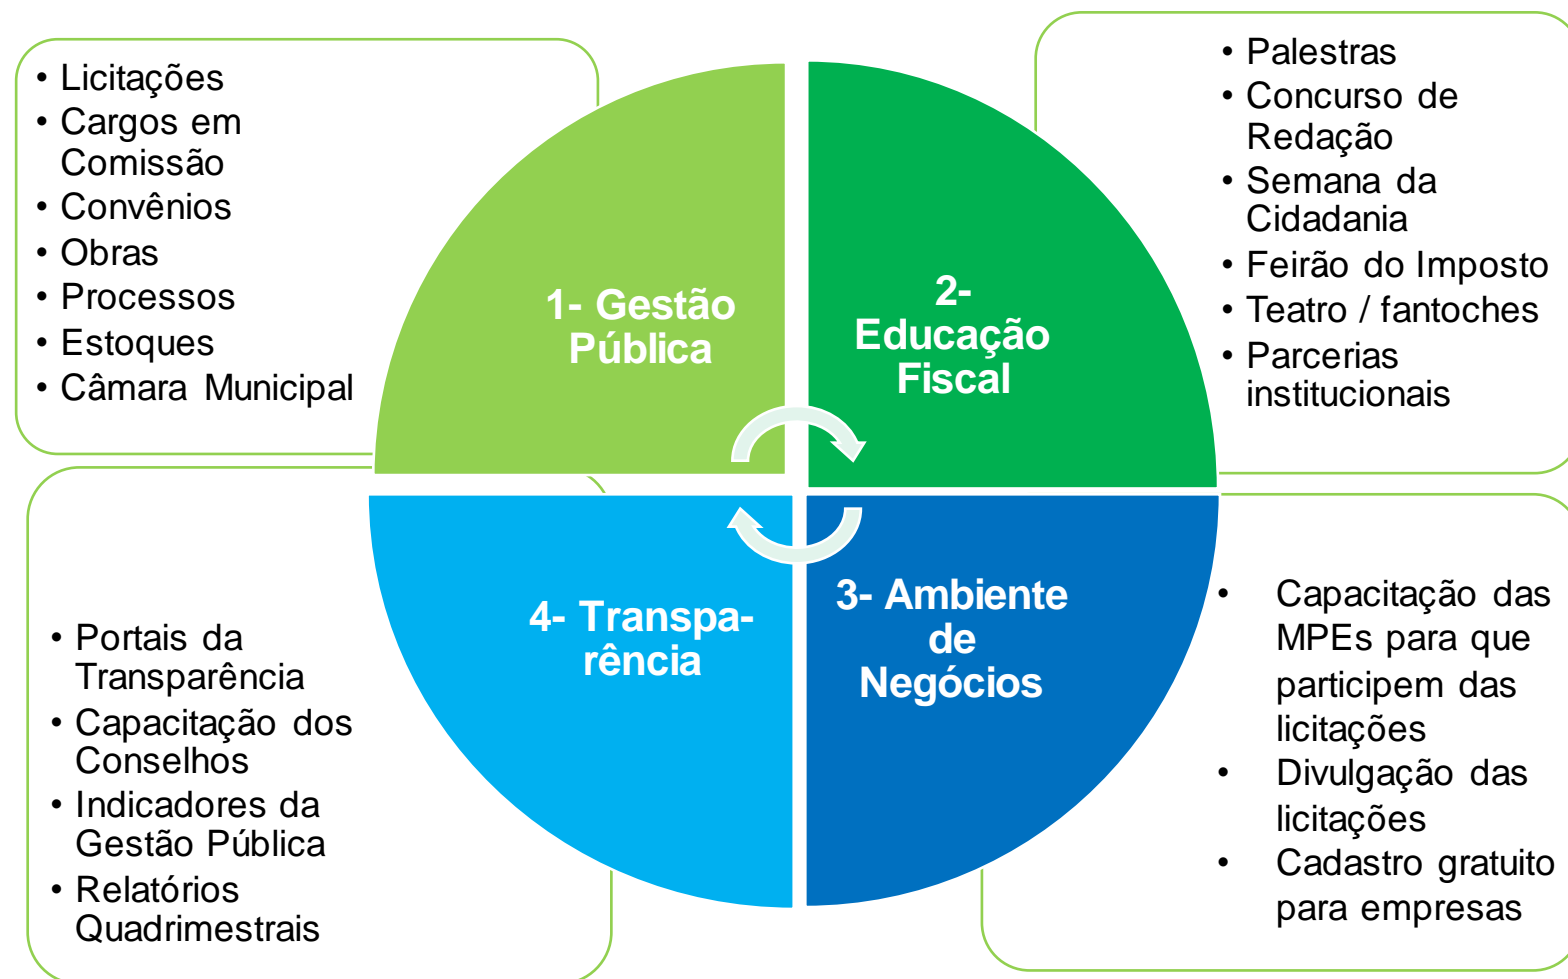 • Licitações
• Cargos em
Comissão
• Convênios
• Obras
• Processos
• Estoques
• Câmara Municipal
1- Gestão
Pública
2-
Educação
Fiscal
• Palestras
• Concurso de
Redação
• Semana da
Cidadania
• Feirão do Imposto
• Teatro / fantoches
• Parcerias
institucionais
• Portais da
Transparência
• Capacitação dos
Conselhos
• Indicadores da
Gestão Pública
• Relatórios
Quadrimestrais
4- Transpa-
rência
3- Ambiente
de
Negócios
• Capacitação das
MPEs para que
participem das
licitações
• Divulgação das
licitações
• Cadastro gratuito
para empresas